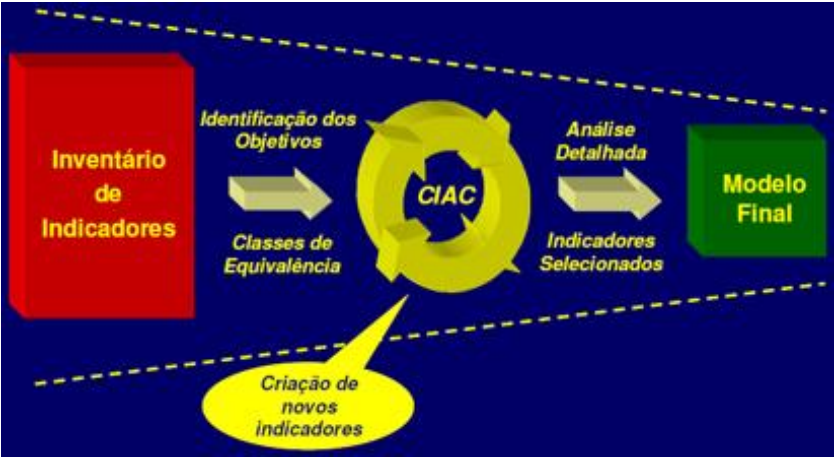 Inventário
de
Indicadores
Identificação dos
Objetivos
Classes de
Equivalência
CIAC
Criação de
novos
indicadores
Análise
Detalhada
Indicadores
Selecionados
Modelo
Final